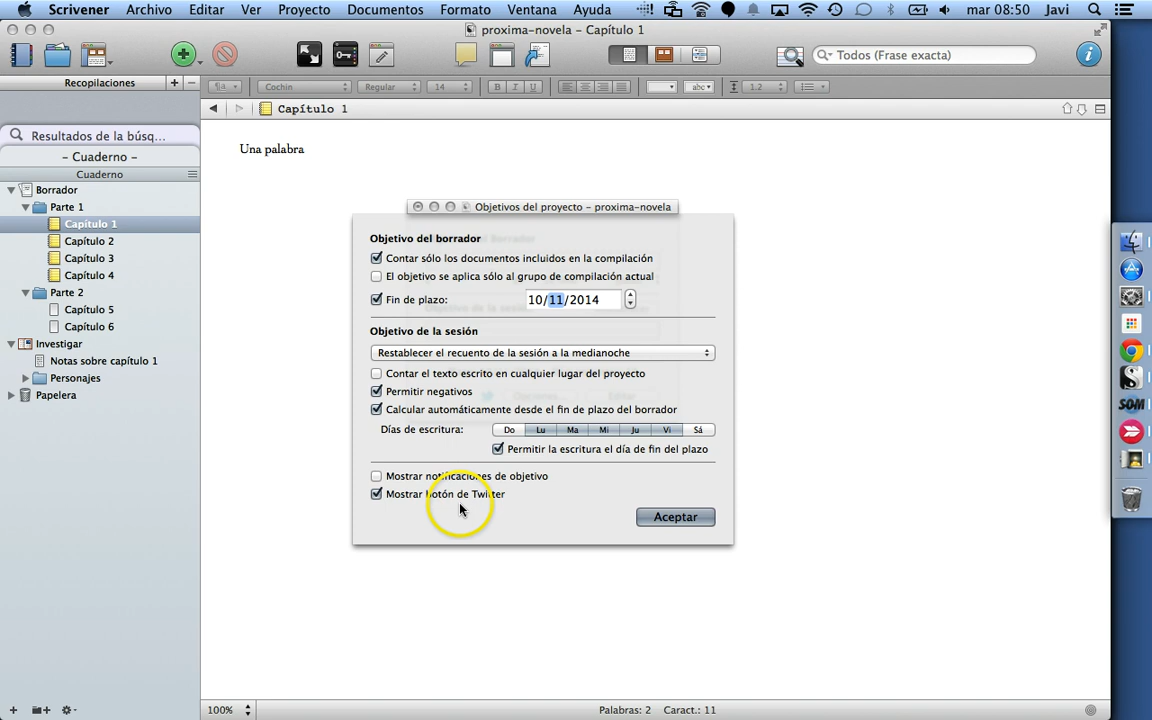 Scrivener Archivo Editar Ver Proyecto Documentos Formato Ventana Ayuda mar 08:50 Javi
proxima-novela – Capítulo 1
Todos (Frase exacta)
Recopilaciones
Cochin Regular 14 B I U abc 1.2
Capítulo 1
Resultados de la búsq...
– Cuaderno –
Cuaderno
Borrador
Parte 1
Capítulo 1
Capítulo 2
Capítulo 3
Capítulo 4
Parte 2
Capítulo 5
Capítulo 6
Investigar
Notas sobre capítulo 1
Personajes
Papelera
Una palabra
Objetivos del proyecto – proxima-novela
Objetivo del borrador
Contar sólo los documentos incluidos en la compilación
El objetivo se aplica sólo al grupo de compilación actual
Fin de plazo: 10/11/2014
Objetivo de la sesión
Restablecer el recuento de la sesión a la medianoche
Contar el texto escrito en cualquier lugar del proyecto
Permitir negativos
Calcular automáticamente desde el fin de plazo del borrador
Días de escritura: Do Lu Ma Mi Ju Vi Sá
Permitir la escritura el día de fin del plazo
Mostrar notificaciones de objetivo
Mostrar botón de Twitter
Aceptar
SOM
100%
Palabras: 2 Caract.: 11